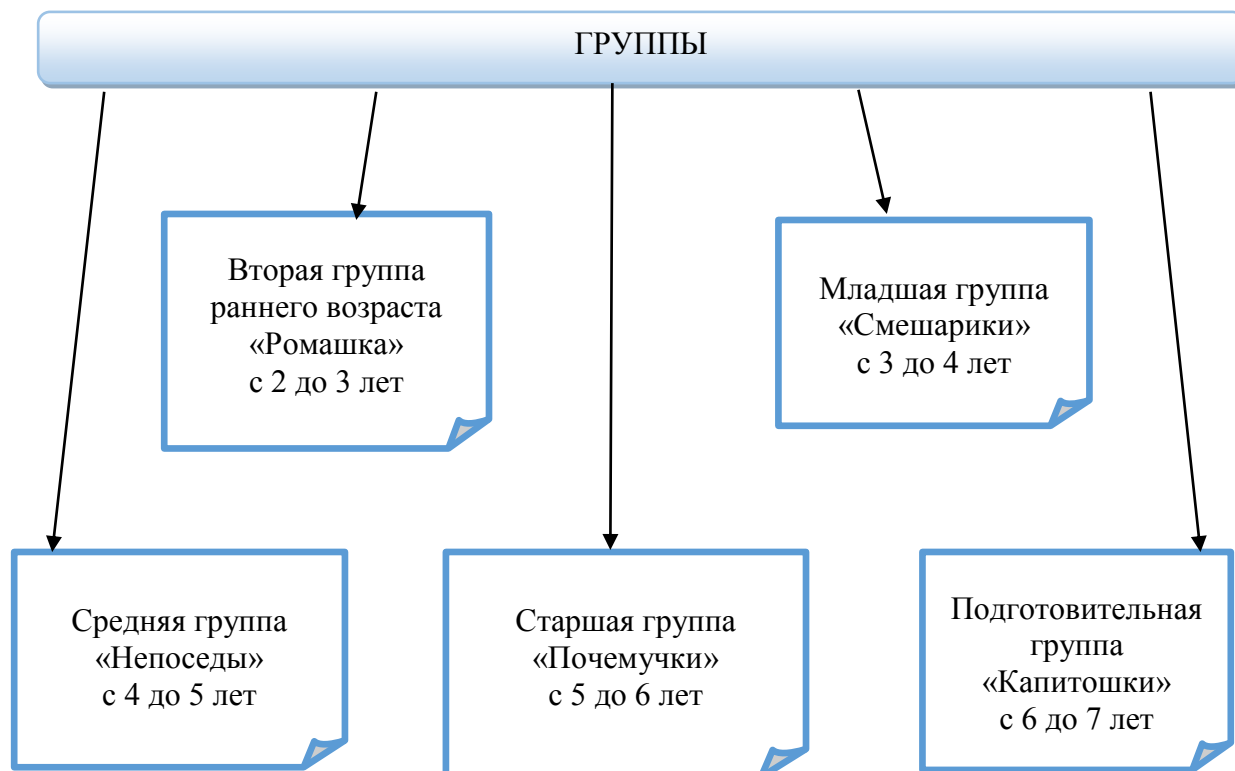 ГРУППЫ
Вторая группа
раннего возраста
«Ромашка»
с 2 до 3 лет
Младшая группа
«Смешарики»
с 3 до 4 лет
Средняя группа
«Непоседы»
с 4 до 5 лет
Старшая группа
«Почемучки»
с 5 до 6 лет
Подготовительная
группа
«Капитошки»
с 6 до 7 лет